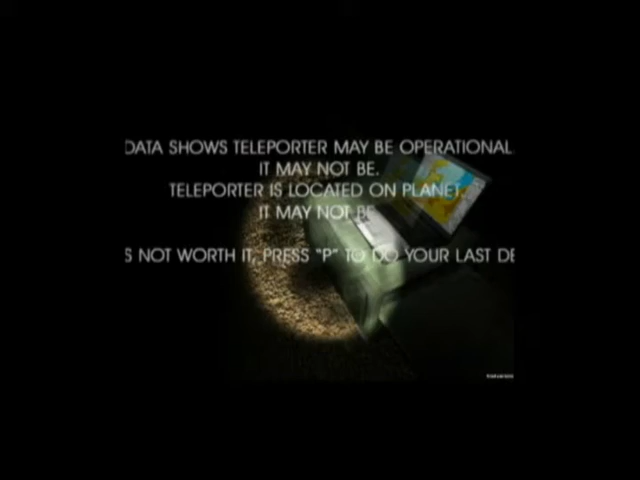 DATA SHOWS TELEPORTER MAY BE OPERATIONAL
IT MAY NOT BE.
TELEPORTER IS LOCATED ON PLANET
IT MAY NOT BE
S NOT WORTH IT, PRESS "P" TO DO YOUR LAST DE